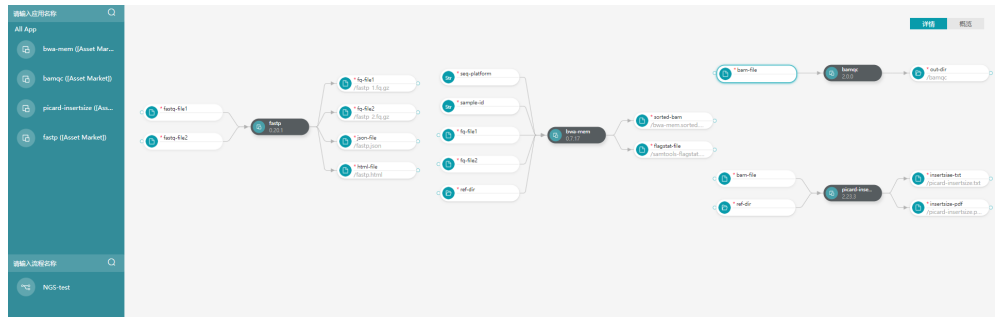 请输入应用名称
All App
bwa-mem ([Asset Mar...
bamqc ([Asset Market])
picard-insertsize ([Ass...
fastp ([Asset Market])
请输入流程名称
NGS-test
详情
概览
* fastq-file1
* fastq-file2
fastp
0.20.1
* fq-file1
/fastp_1.fq.gz
* fq-file2
/fastp_2.fq.gz
* json-file
/fastp.json
* html-file
/fastp.html
Str
* seq-platform
Str
* sample-id
* fq-file1
* fq-file2
* ref-dir
bwa-mem
0.7.17
* sorted-bam
/bwa-mem.sorted...
* flagstat-file
/samtools-flagstat...
* bam-file
bamqc
2.0.0
* out-dir
/bamqc
* bam-file
* ref-dir
picard-inse...
2.23.3
* insertsize-txt
/picard-insertsize.txt
* insertsize-pdf
/picard-insertsize.p...